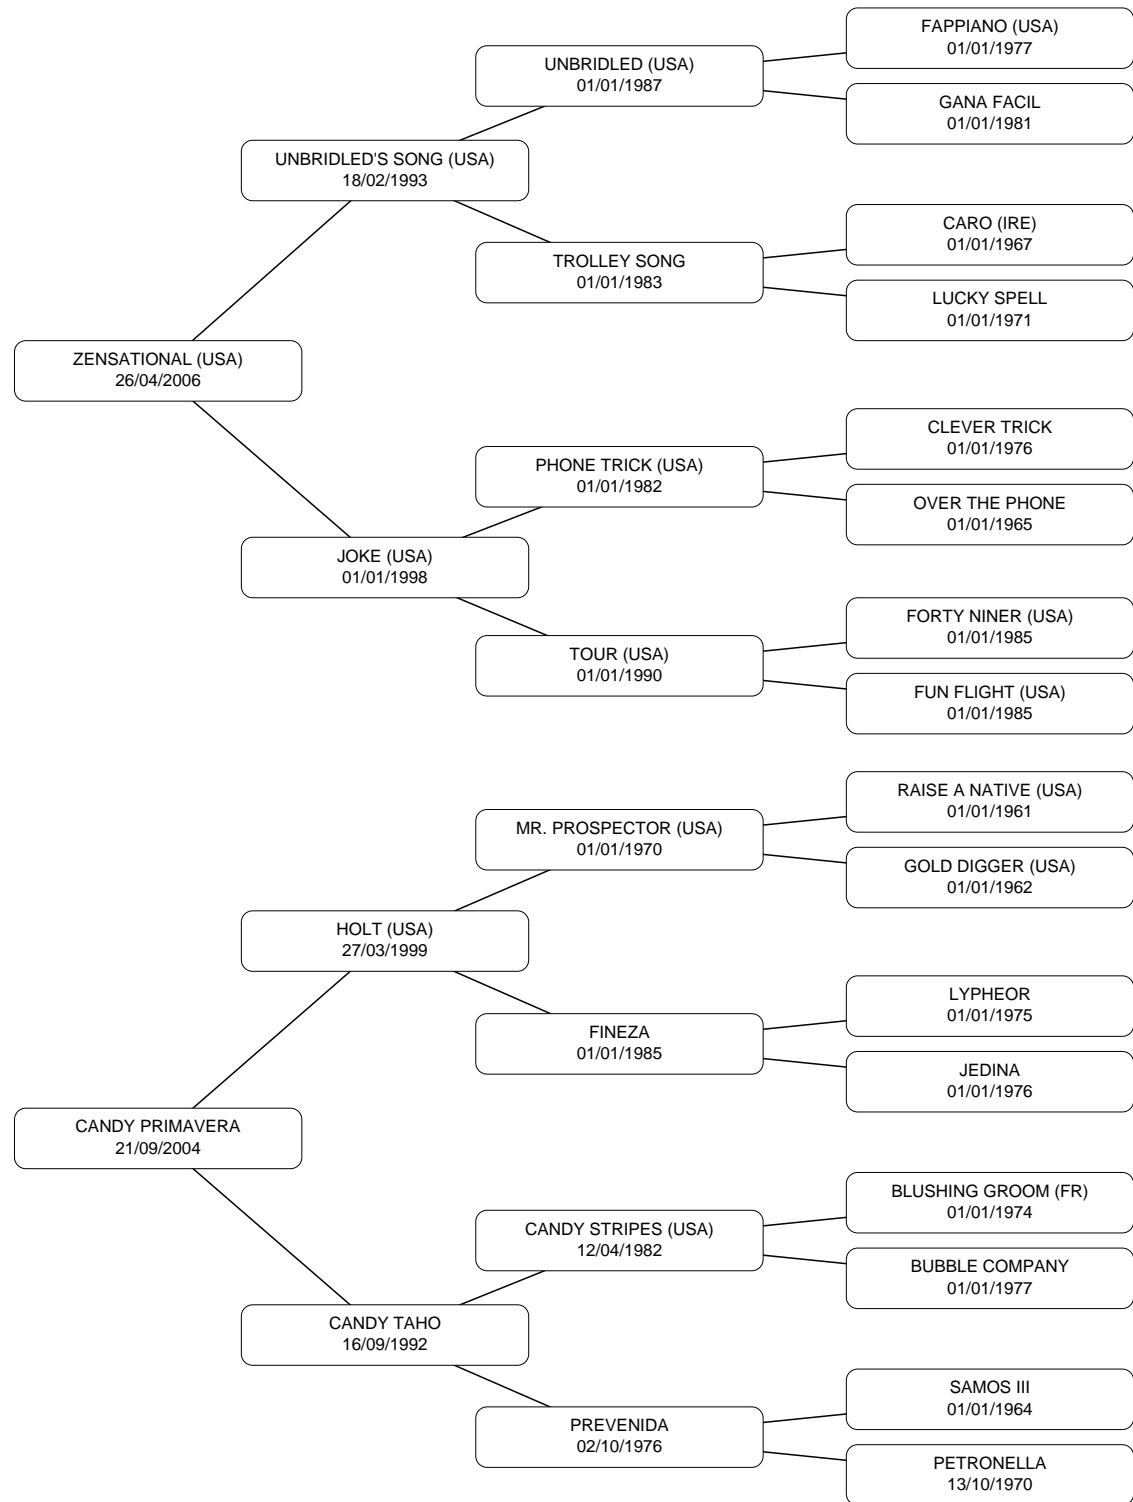 FAPPIANO (USA)
01/01/1977
UNBRIDLED (USA)
01/01/1987
GANA FACIL
01/01/1981
UNBRIDLED'S SONG (USA)
18/02/1993
CARO (IRE)
01/01/1967
TROLLEY SONG
01/01/1983
LUCKY SPELL
01/01/1971
ZENSATIONAL (USA)
26/04/2006
CLEVER TRICK
01/01/1976
PHONE TRICK (USA)
01/01/1982
OVER THE PHONE
01/01/1965
JOKE (USA)
01/01/1998
FORTY NINER (USA)
01/01/1985
TOUR (USA)
01/01/1990
FUN FLIGHT (USA)
01/01/1985
RAISE A NATIVE (USA)
01/01/1961
MR. PROSPECTOR (USA)
01/01/1970
GOLD DIGGER (USA)
01/01/1962
HOLT (USA)
27/03/1999
LYPHEOR
01/01/1975
FINEZA
01/01/1985
JEDINA
01/01/1976
CANDY PRIMAVERA
21/09/2004
BLUSHING GROOM (FR)
01/01/1974
CANDY STRIPES (USA)
12/04/1982
BUBBLE COMPANY
01/01/1977
CANDY TAHO
16/09/1992
SAMOS III
01/01/1964
PREVENIDA
02/10/1976
PETRONELLA
13/10/1970